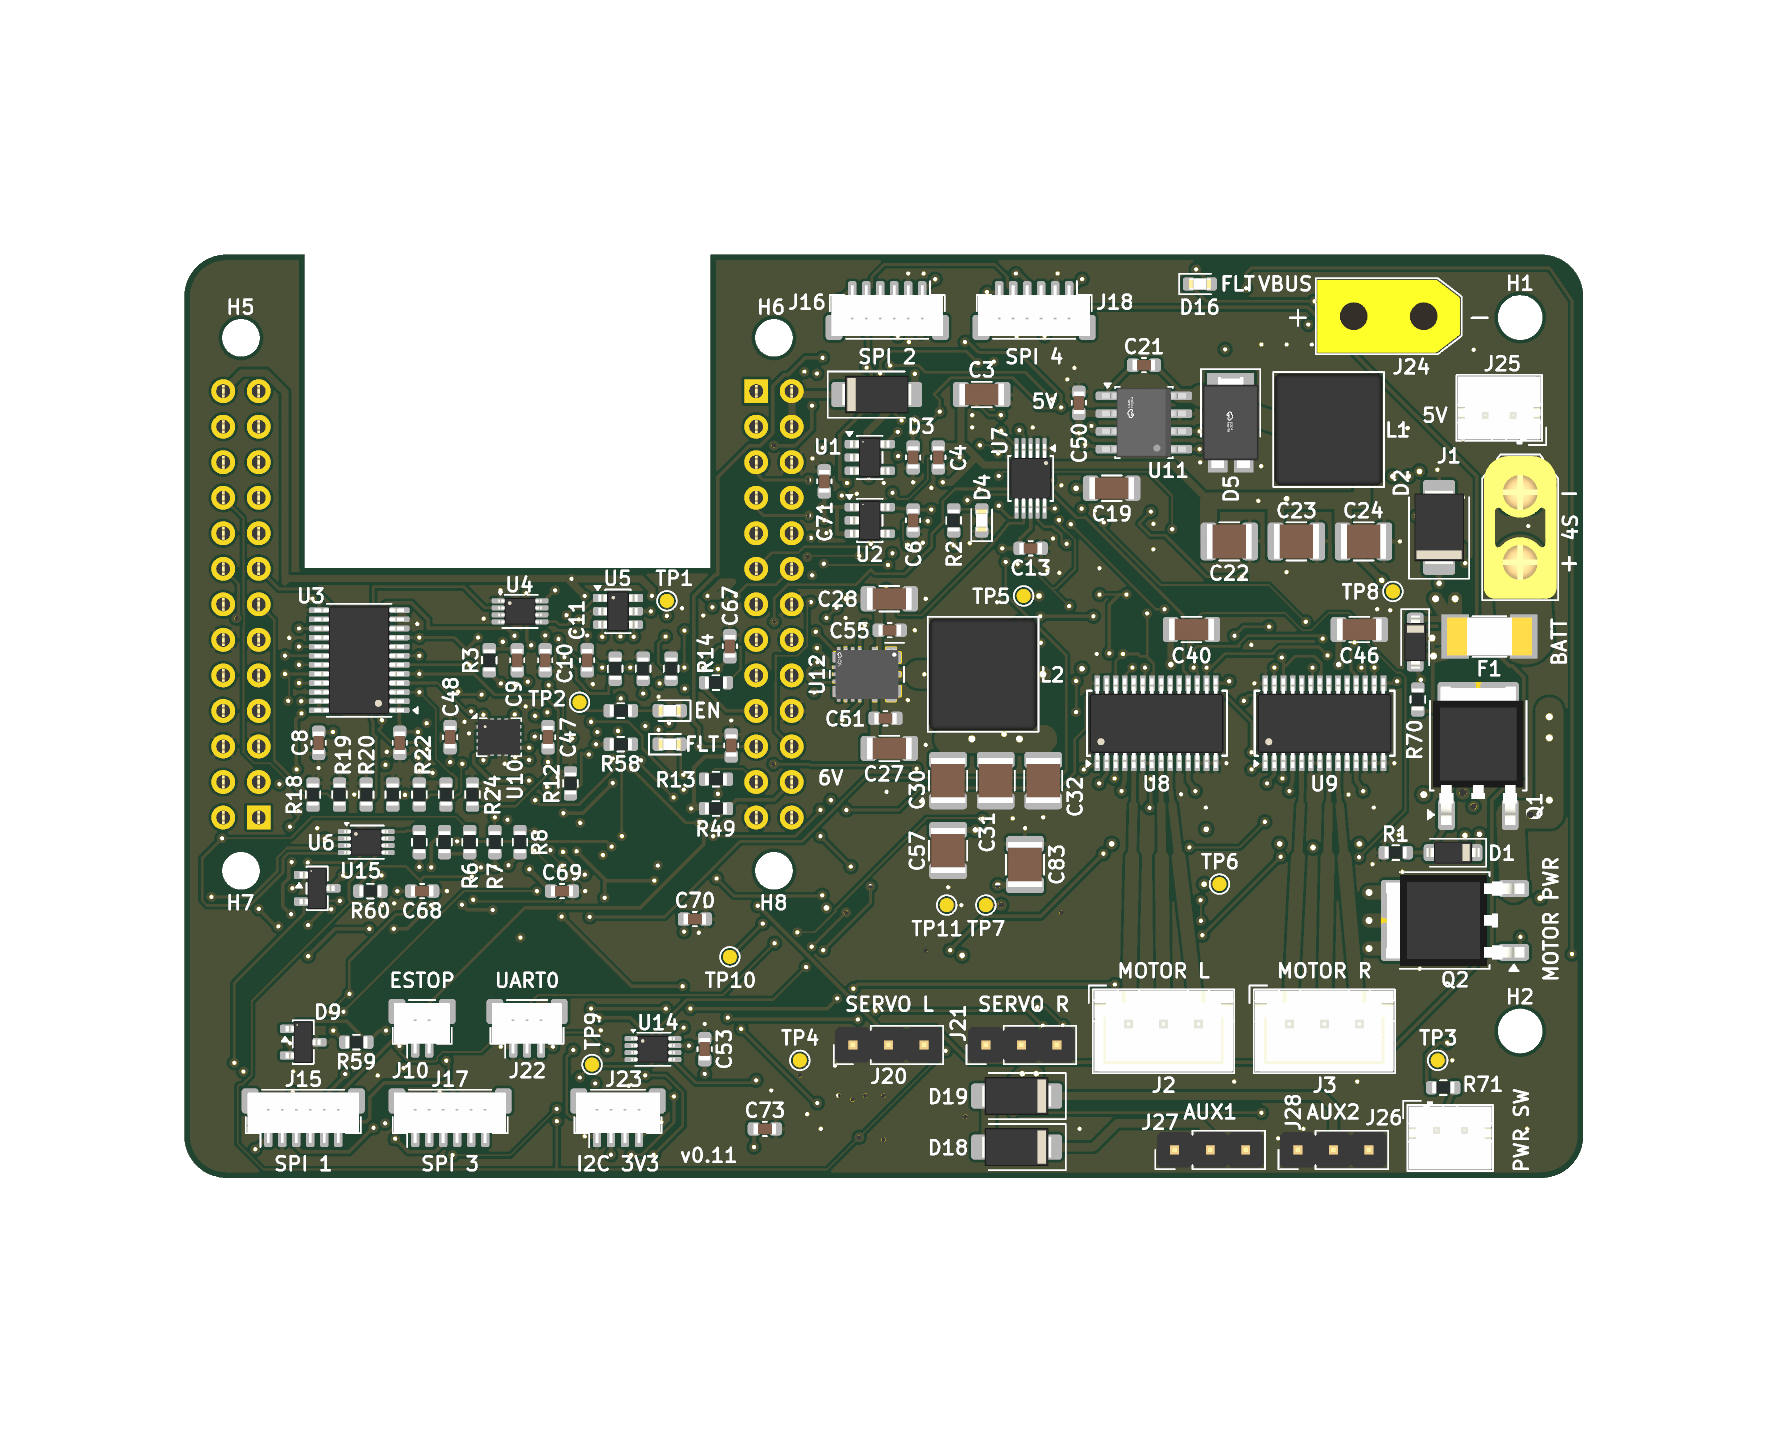 H5
H6
J16
SPI 2
J18
SPI 4
FLT
D16
VBUS
+
−
J24
H1
J25
5V
C21
C3
5V
C50
D3
U1
C4
U7
C71
U2
C6
R2
D4
C13
C19
U11
D5
L1
C22
C23
C24
D2
J1
−
4S
+
U3
U4
C11
U5
TP1
C67
C28
TP5
TP8
R3
C9
C10
R14
C55
U12
L2
C40
C46
F1
BATT
C48
TP2
EN
C51
C8
R19
R20
R22
U10
C47
R58
FLT
C27
R70
R18
R24
R12
R13
6V
C30
C32
U8
U9
Q1
R49
U6
U15
R6
R7
R8
C57
C31
C83
TP6
R1
D1
H7
R60
C68
C69
H8
C70
TP11
TP7
MOTOR PWR
TP10
ESTOP
UART0
MOTOR L
MOTOR R
Q2
SERVO L
J21
SERVO R
H2
D9
R59
J10
J22
TP9
U14
C53
TP4
J20
TP3
J15
J17
J23
D19
J2
J3
R71
C73
J27
AUX1
J28
AUX2
J26
PWR SW
SPI 1
SPI 3
I2C 3V3
v0.11
D18